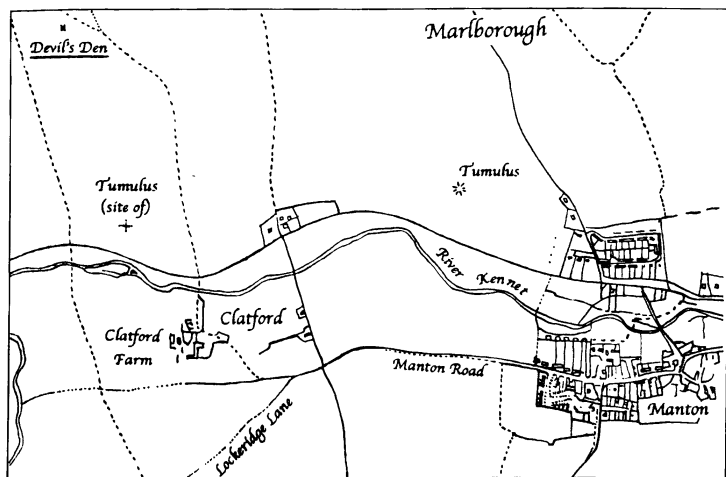 Marlborough
Devil's Den
Tumulus
(site of)
Tumulus
River Kennet
Clatford
Clatford
Farm
Manton Road
Manton
Lockeridge Lane